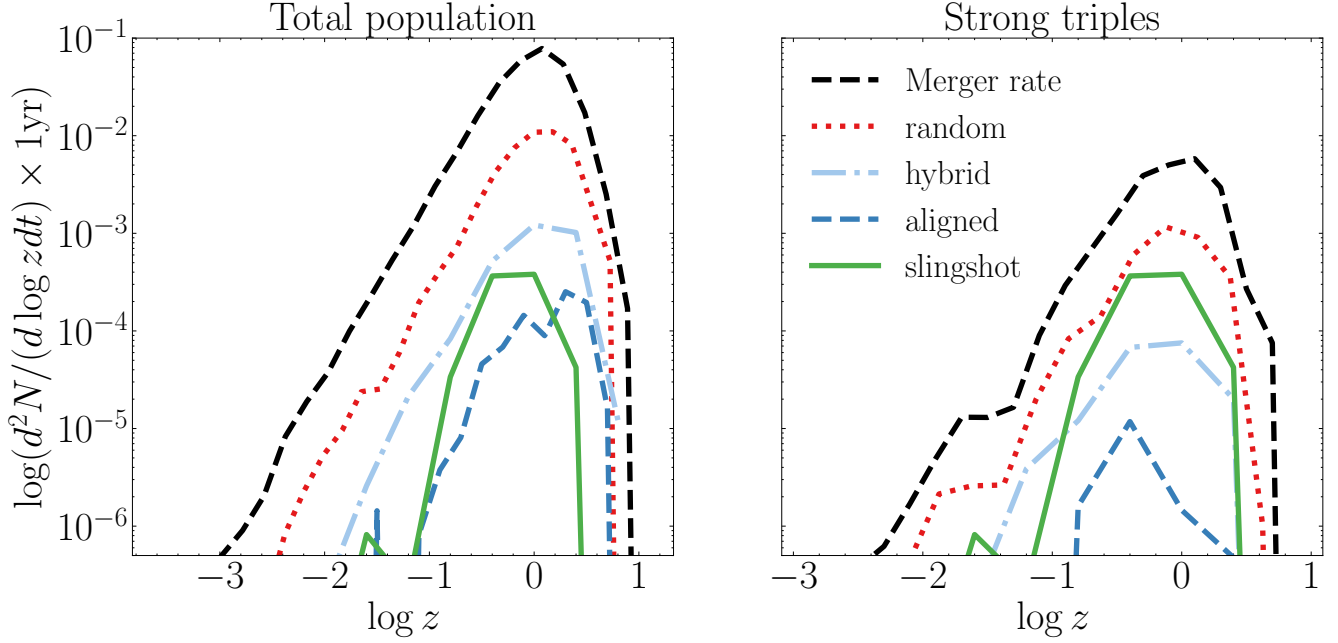 Total population
Strong triples
log(d²N/(d log zdt) × 1yr)
10⁻¹
10⁻²
10⁻³
10⁻⁴
10⁻⁵
10⁻⁶
Merger rate
random
hybrid
aligned
slingshot
−3 −2 −1 0 1
−3 −2 −1 0 1
log z
log z